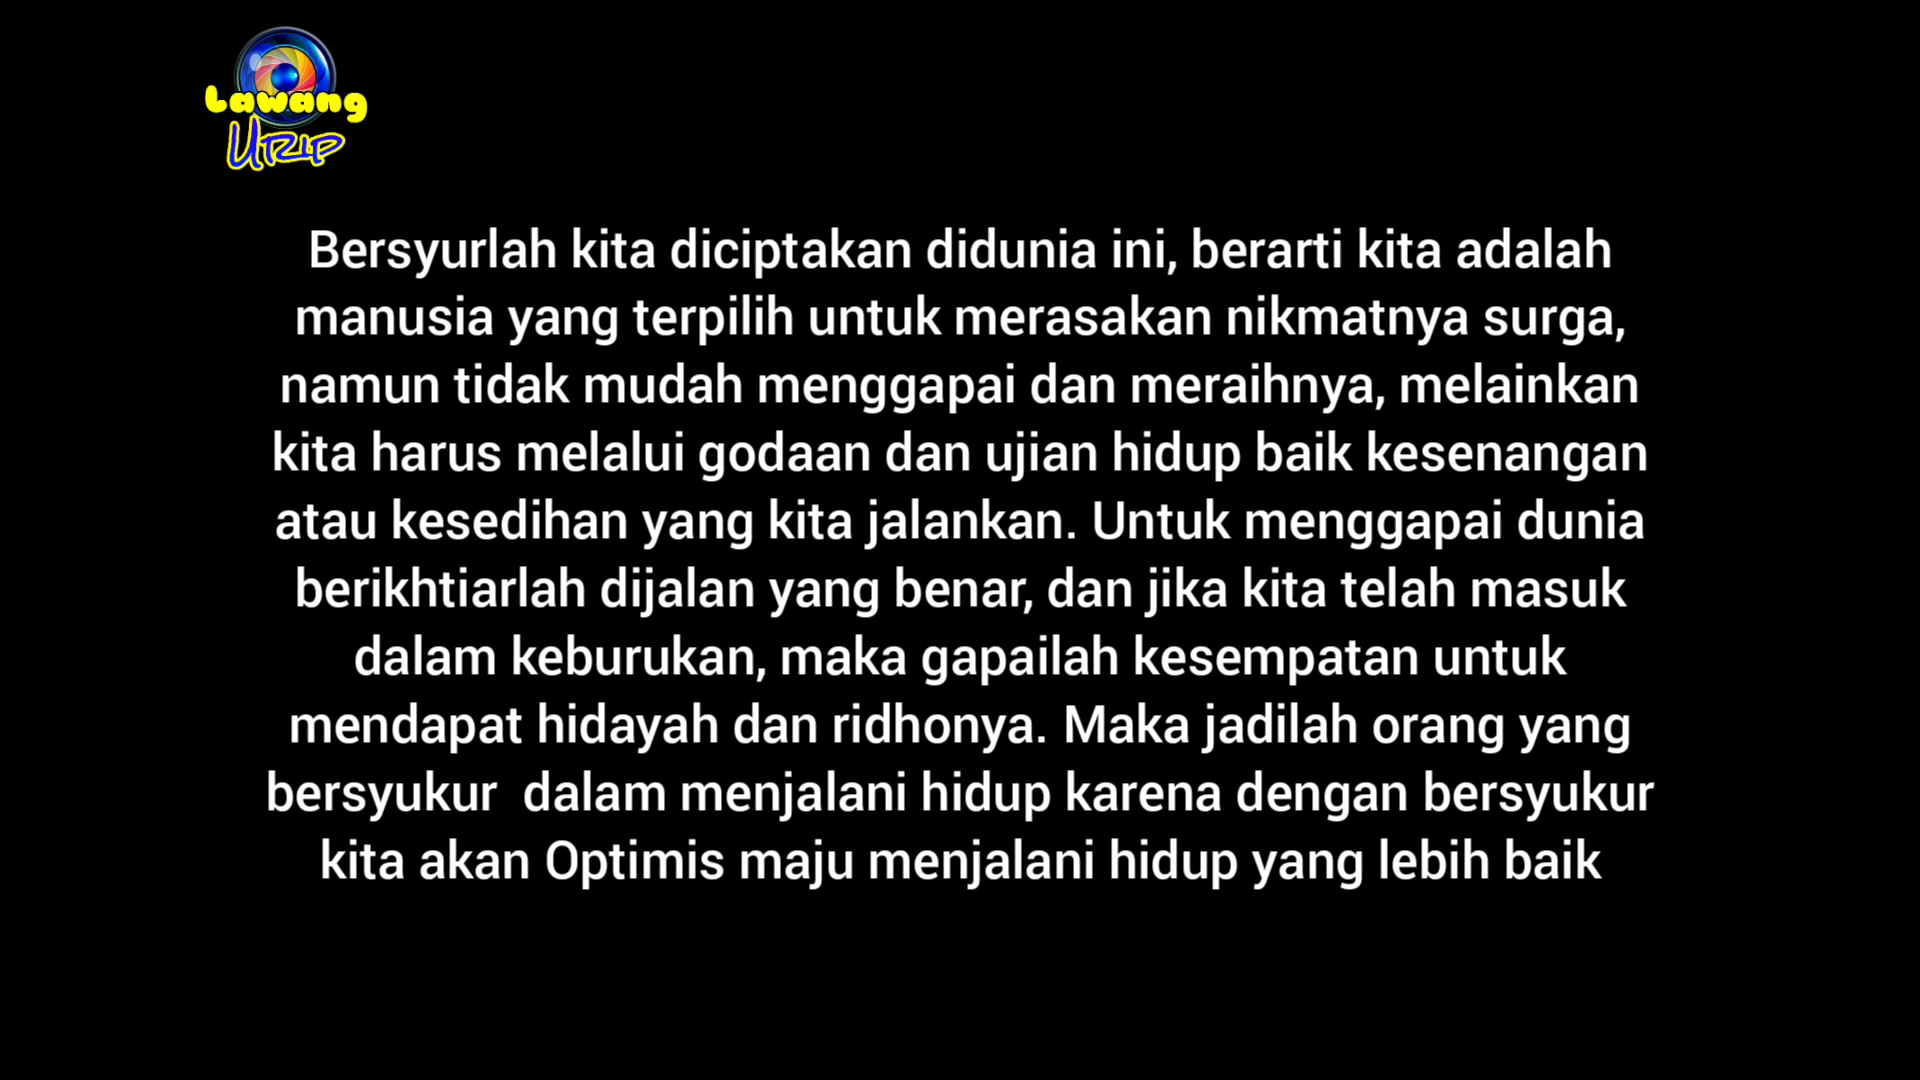 Lawang
Urip
Bersyurlah kita diciptakan didunia ini, berarti kita adalah
manusia yang terpilih untuk merasakan nikmatnya surga,
namun tidak mudah menggapai dan meraihnya, melainkan
kita harus melalui godaan dan ujian hidup baik kesenangan
atau kesedihan yang kita jalankan. Untuk menggapai dunia
berikhtiarlah dijalan yang benar, dan jika kita telah masuk
dalam keburukan, maka gapailah kesempatan untuk
mendapat hidayah dan ridhonya. Maka jadilah orang yang
bersyukur  dalam menjalani hidup karena dengan bersyukur
kita akan Optimis maju menjalani hidup yang lebih baik